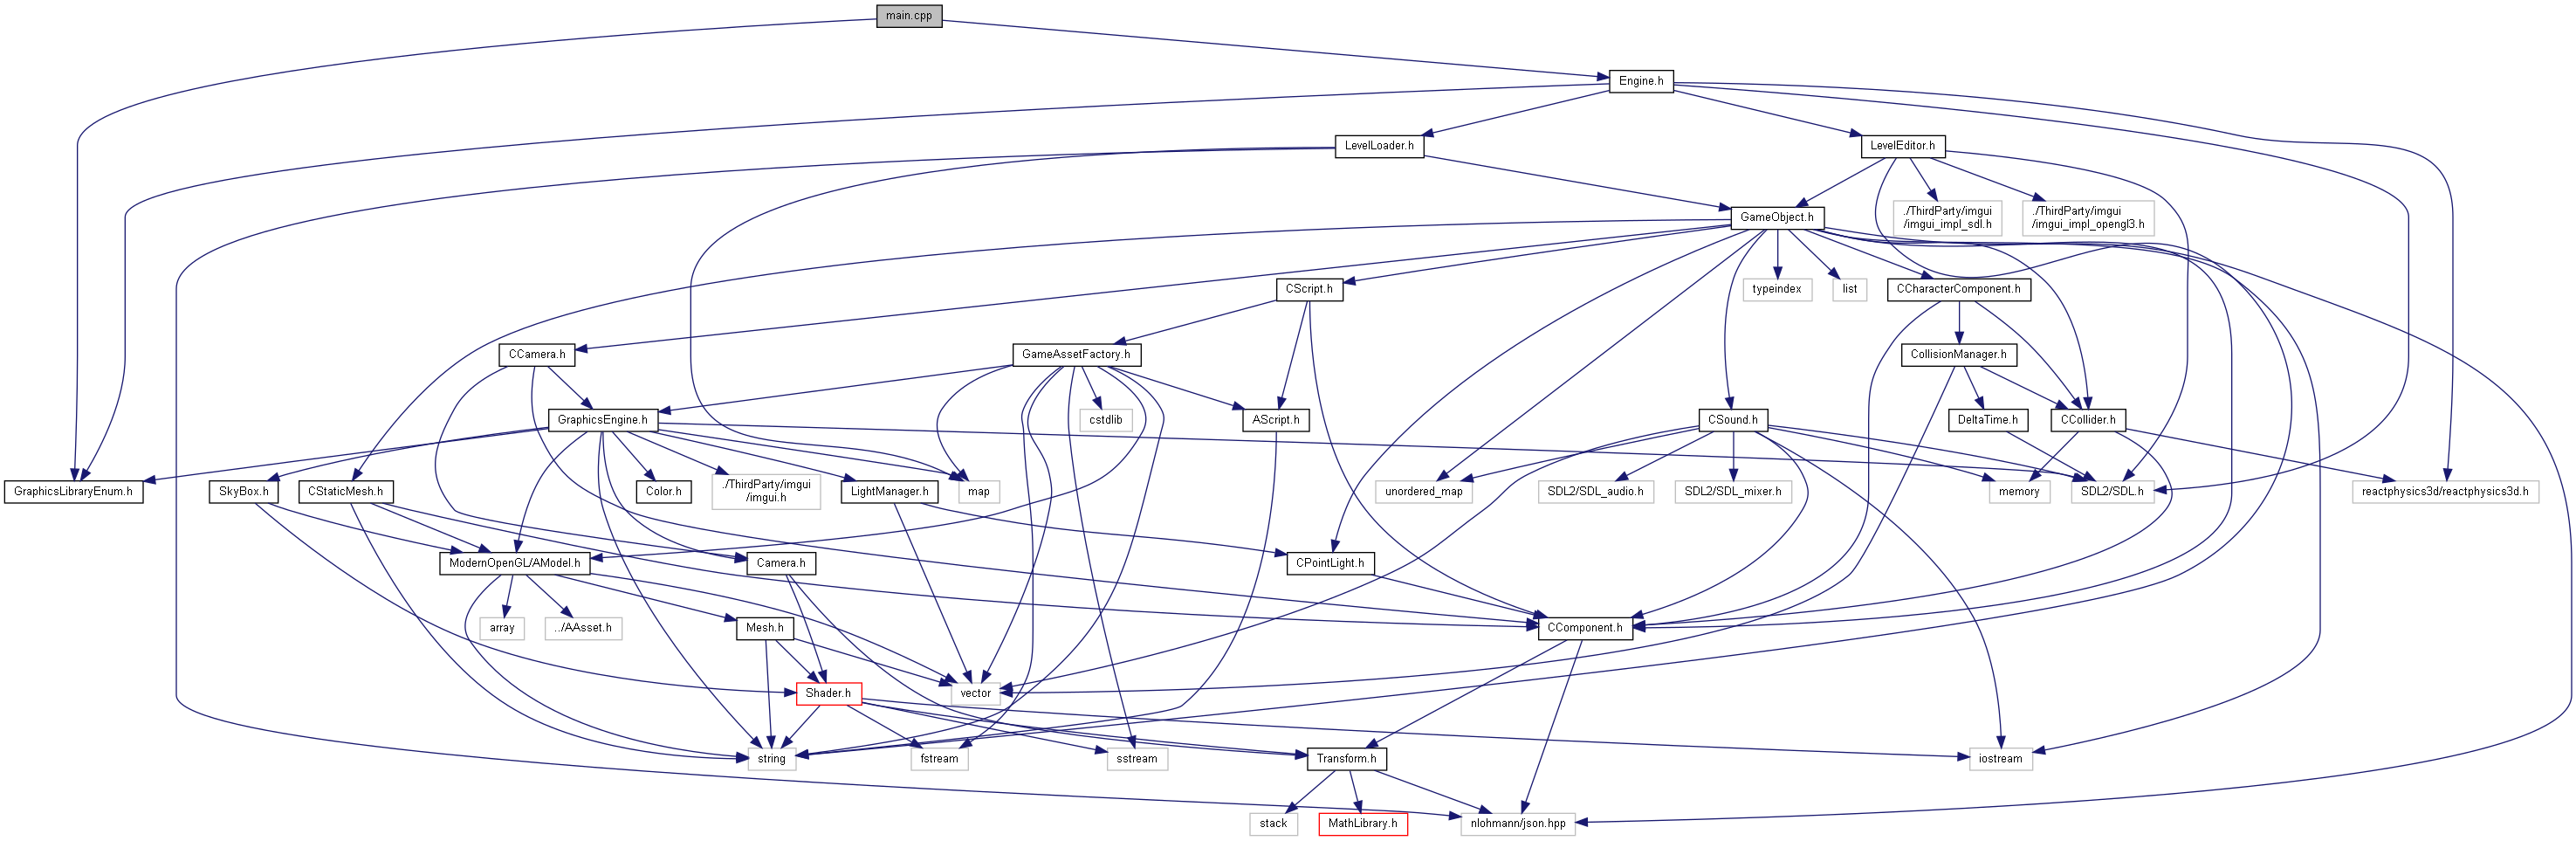 main.cpp
Engine.h
LevelLoader.h
LevelEditor.h
GameObject.h
./ThirdParty/imgui
/imgui_impl_sdl.h
./ThirdParty/imgui
/imgui_impl_opengl3.h
CScript.h
typeindex
list
CCharacterComponent.h
CCamera.h
GameAssetFactory.h
CollisionManager.h
GraphicsEngine.h
cstdlib
AScript.h
CSound.h
DeltaTime.h
CCollider.h
GraphicsLibraryEnum.h
SkyBox.h
CStaticMesh.h
Color.h
./ThirdParty/imgui
/imgui.h
LightManager.h
map
unordered_map
SDL2/SDL_audio.h
SDL2/SDL_mixer.h
memory
SDL2/SDL.h
reactphysics3d/reactphysics3d.h
ModernOpenGL/AModel.h
Camera.h
CPointLight.h
array
../AAsset.h
Mesh.h
CComponent.h
Shader.h
vector
string
fstream
sstream
Transform.h
iostream
stack
MathLibrary.h
nlohmann/json.hpp